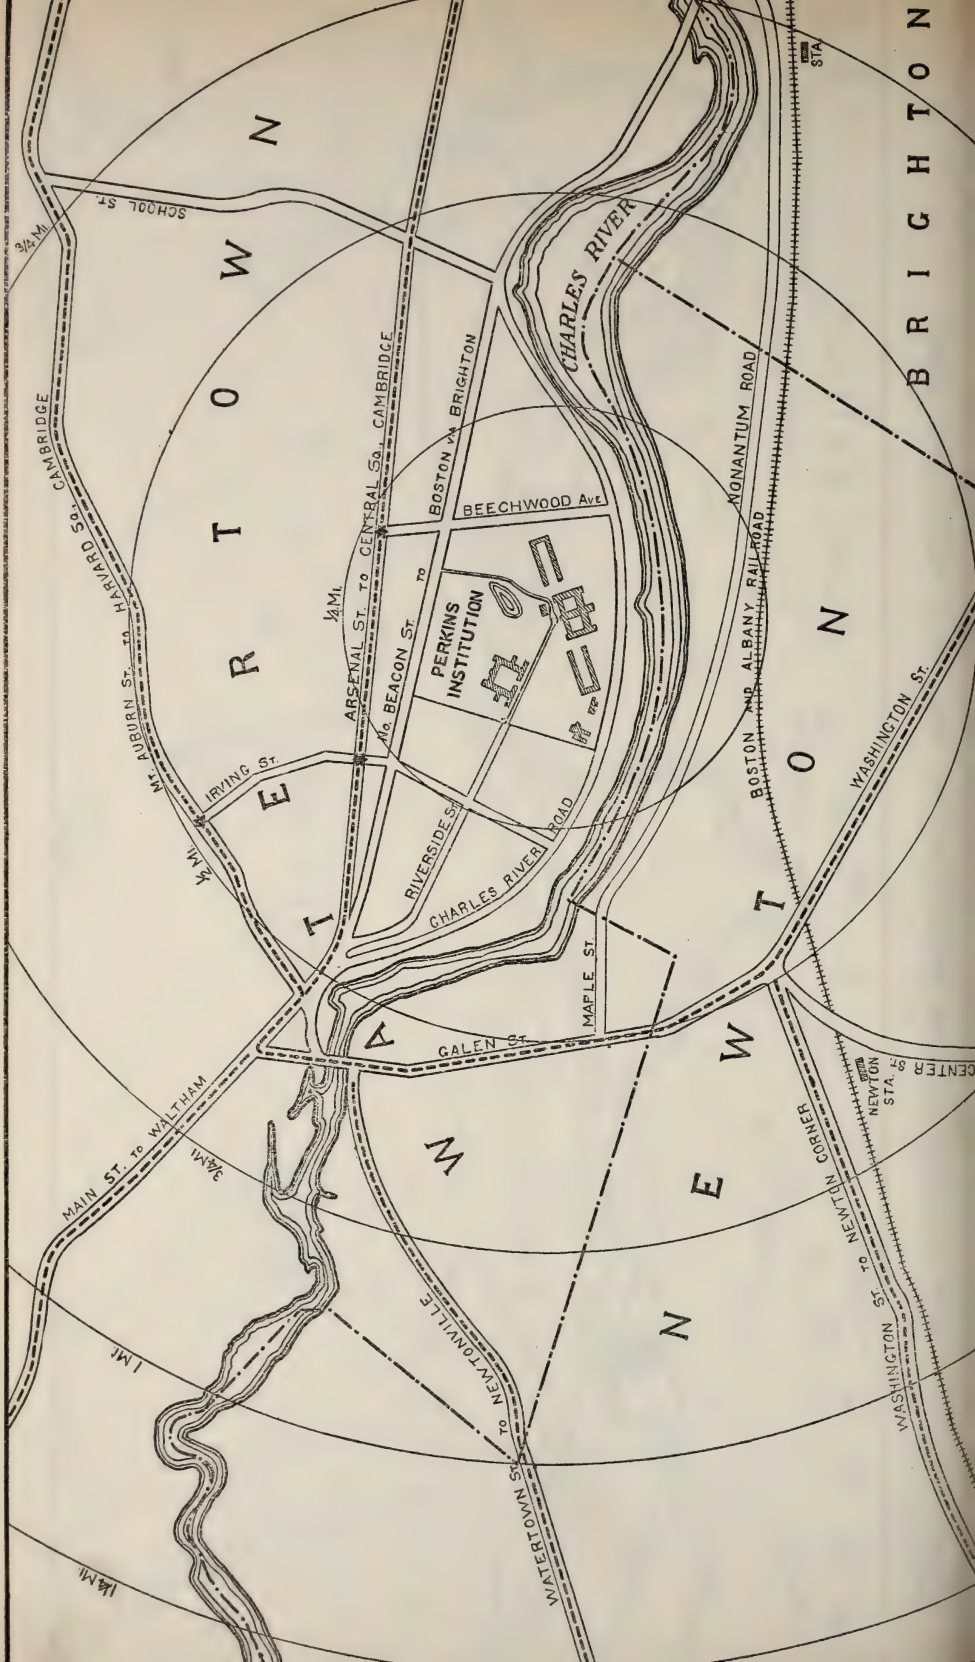 WATERTOWN
NEWTON
BRIGHTON
3/4 MI.
SCHOOL ST.
MT. AUBURN ST. TO HARVARD SQ., CAMBRIDGE
ARSENAL ST. TO CENTRAL SQ., CAMBRIDGE
No. BEACON ST. TO BOSTON VIA BRIGHTON
BEECHWOOD AVE
CHARLES RIVER
NONANTUM ROAD
BOSTON AND ALBANY RAILROAD
STA.
1/4 MI.
PERKINS
INSTITUTION
IRVING ST.
1/2 MI.
RIVERSIDE ST
CHARLES RIVER ROAD
MAPLE ST.
GALEN ST.
WASHINGTON ST.
MAIN ST. TO WALTHAM
3/4 MI
CENTER ST.
NEWTON
STA.
WASHINGTON ST. TO NEWTON CORNER
WATERTOWN ST. TO NEWTONVILLE
1 MI.
1 1/4 MI.